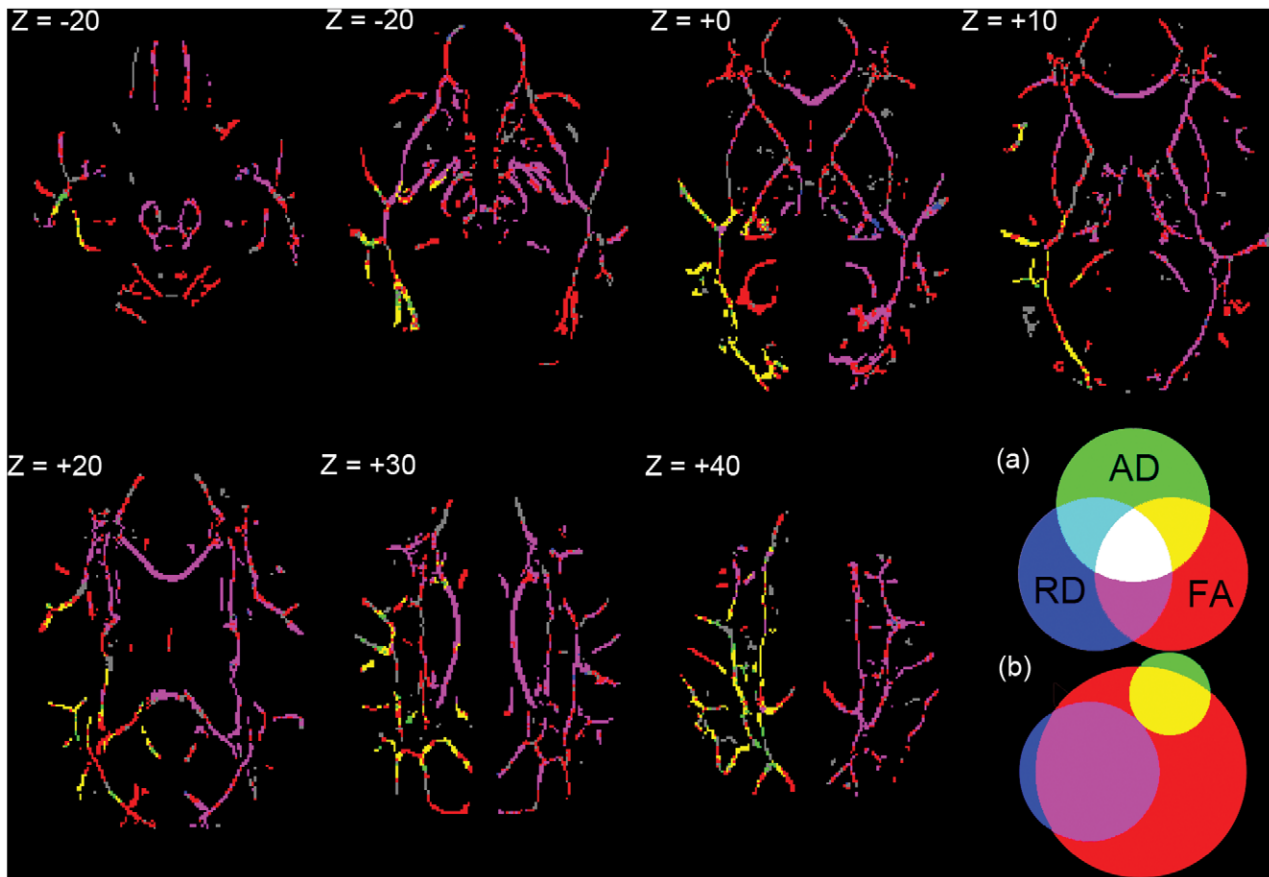 Z = -20
Z = -20
Z = +0
Z = +10
Z = +20
Z = +30
Z = +40
(a)
AD
RD
FA
(b)